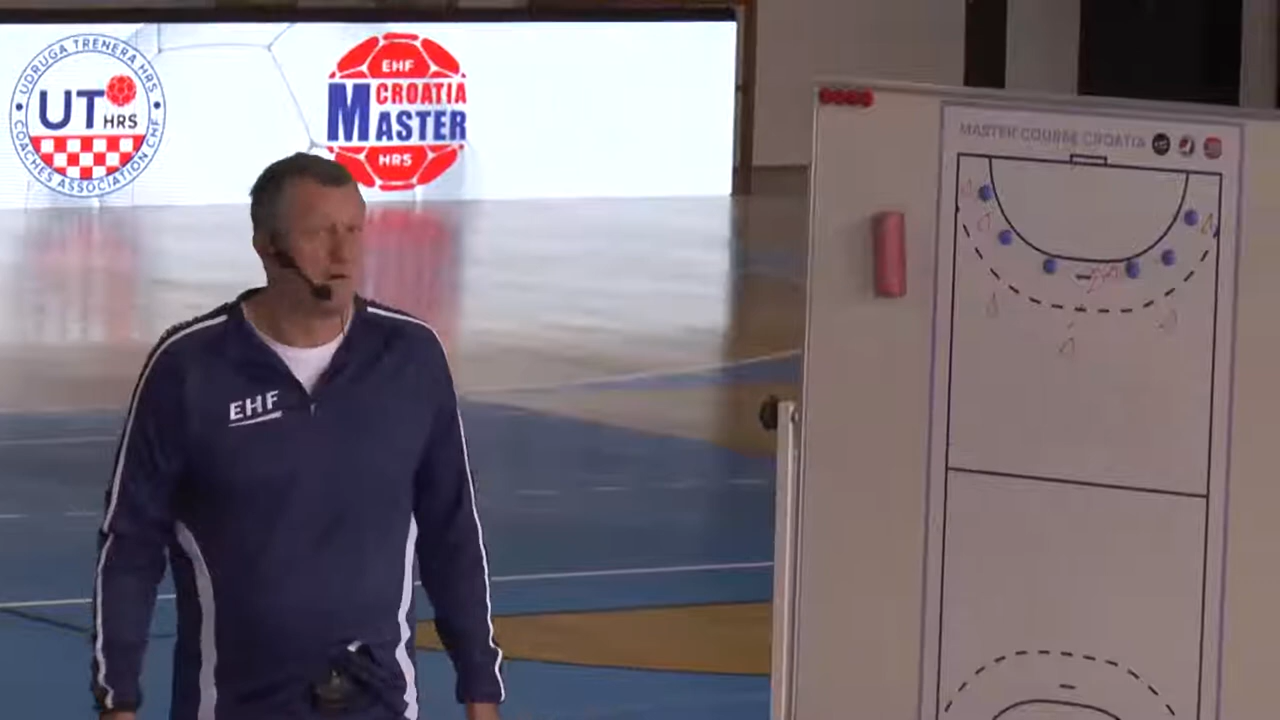 UDRUGA TRENERA HRS
UT HRS
COACHES ASSOCIATION CHF
EHF
CROATIA
MASTER
HRS
EHF
MASTER COURSE CROATIA